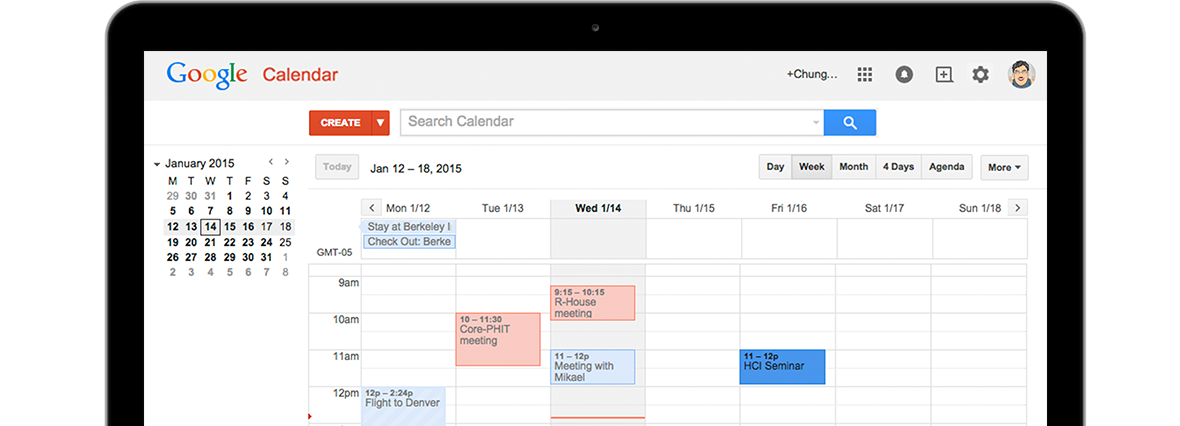 Google Calendar
+Chung...
CREATE
Search Calendar
January 2015
M T W T F S S
29 30 31 1 2 3 4
5 6 7 8 9 10 11
12 13 14 15 16 17 18
19 20 21 22 23 24 25
26 27 28 29 30 31 1
2 3 4 5 6 7 8
Today
Jan 12 – 18, 2015
Day Week Month 4 Days Agenda More
Mon 1/12 Tue 1/13 Wed 1/14 Thu 1/15 Fri 1/16 Sat 1/17 Sun 1/18
GMT-05
Stay at Berkeley I
Check Out: Berke
9am
10am
11am
12pm
12p – 2:24p
Flight to Denver
10 – 11:30
Core-PHIT
meeting
9:15 – 10:15
R-House
meeting
11 – 12p
Meeting with
Mikael
11 – 12p
HCI Seminar